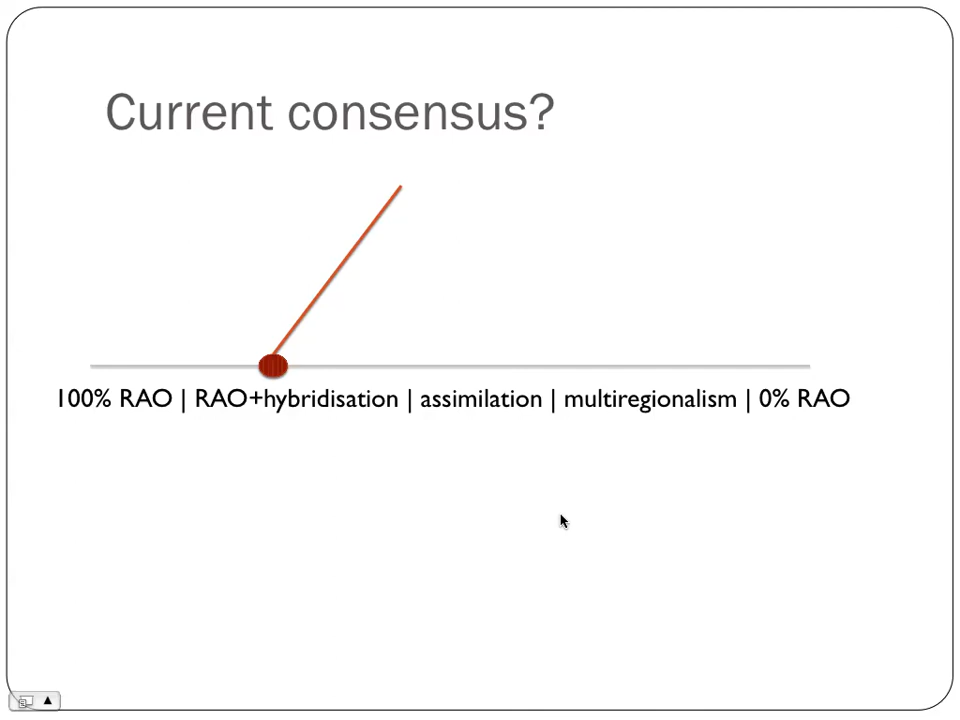 Current consensus?
100% RAO | RAO+hybridisation | assimilation | multiregionalism | 0% RAO